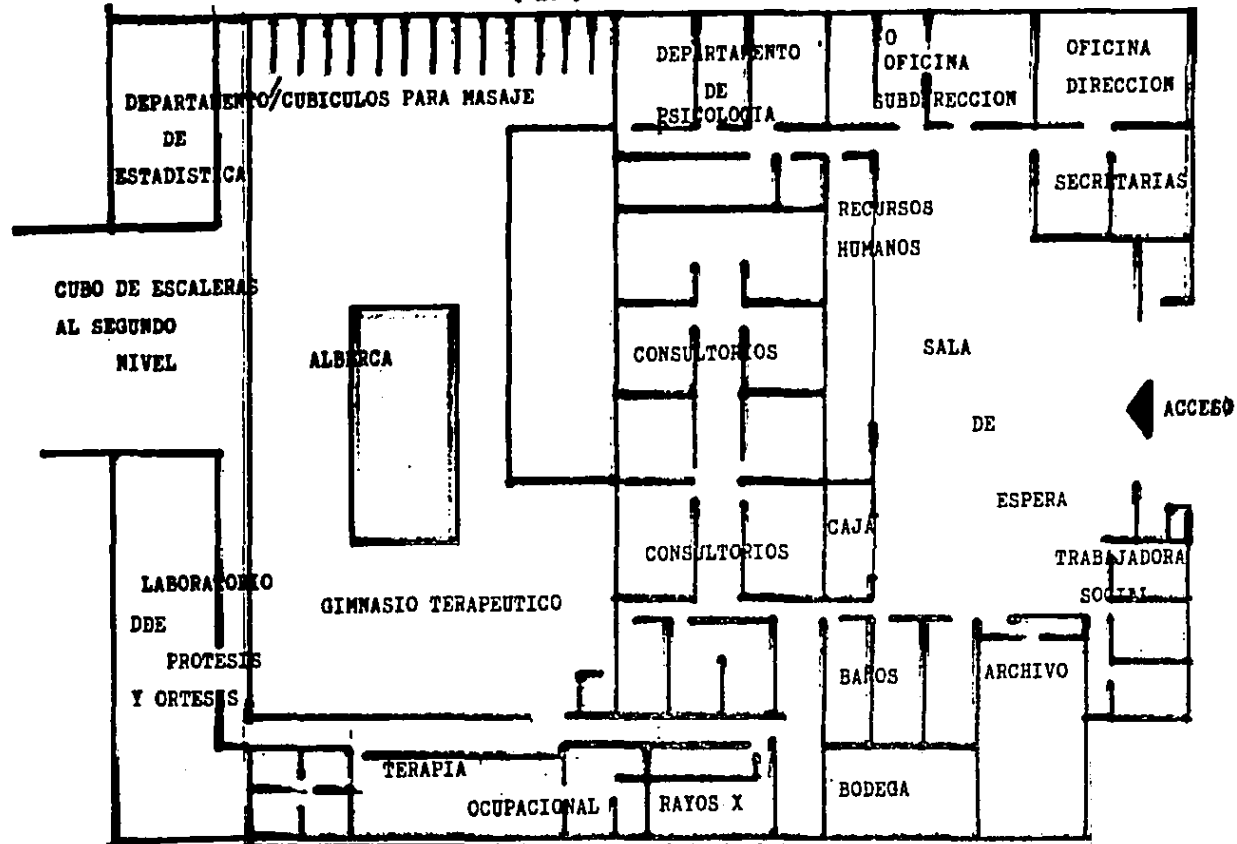 DEPARTAMENTO
DE
PSICOLOGIA
O
OFICINA
SUBDIRECCION
OFICINA
DIRECCION
DEPARTAMENTO/CUBICULOS PARA MASAJE
DE
ESTADISTICA
SECRETARIAS
RECURSOS
HUMANOS
CUBO DE ESCALERAS
AL SEGUNDO
NIVEL
ALBERCA
CONSULTORIOS
SALA
DE
ESPERA
ACCESO
CONSULTORIOS
CAJA
TRABAJADORA
SOCIAL
LABORATORIO
DDE
PROTESIS
Y ORTESIS
GIMNASIO TERAPEUTICO
BAÑOS
ARCHIVO
TERAPIA
OCUPACIONAL
RAYOS X
BODEGA